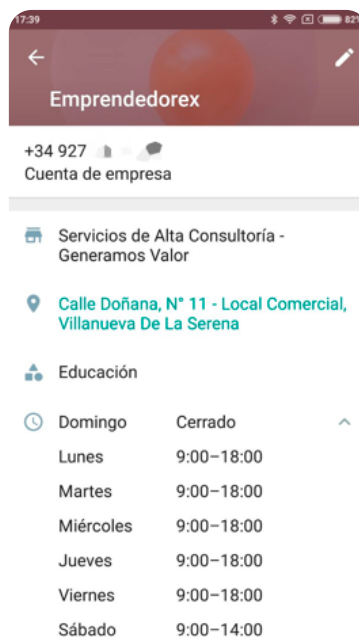 17:39
82%
Emprendedorex
+34 927
Cuenta de empresa
Servicios de Alta Consultoría -
Generamos Valor
Calle Doñana, N° 11 - Local Comercial,
Villanueva De La Serena
Educación
Domingo Cerrado
Lunes 9:00–18:00
Martes 9:00–18:00
Miércoles 9:00–18:00
Jueves 9:00–18:00
Viernes 9:00–18:00
Sábado 9:00–14:00